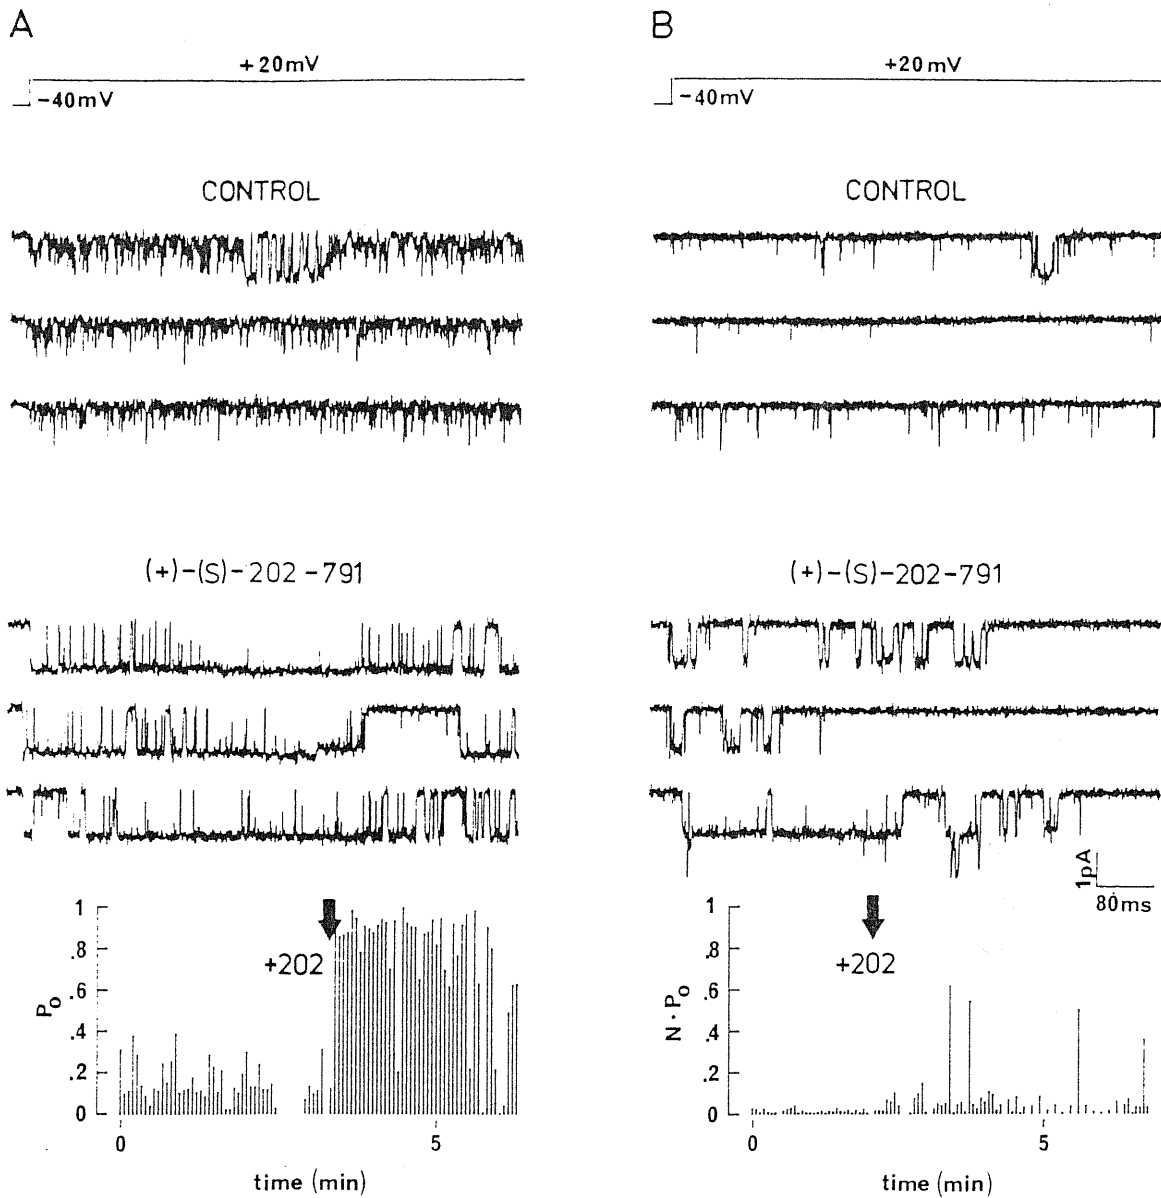 A
+20mV
-40mV
CONTROL
(+)-(S)-202-791
1
.8
.6
.4
.2
0
Po
+202
0
5
time (min)
B
+20mV
-40mV
CONTROL
(+)-(S)-202-791
1pA
80ms
1
.8
.6
.4
.2
0
N·Po
+202
0
5
time (min)